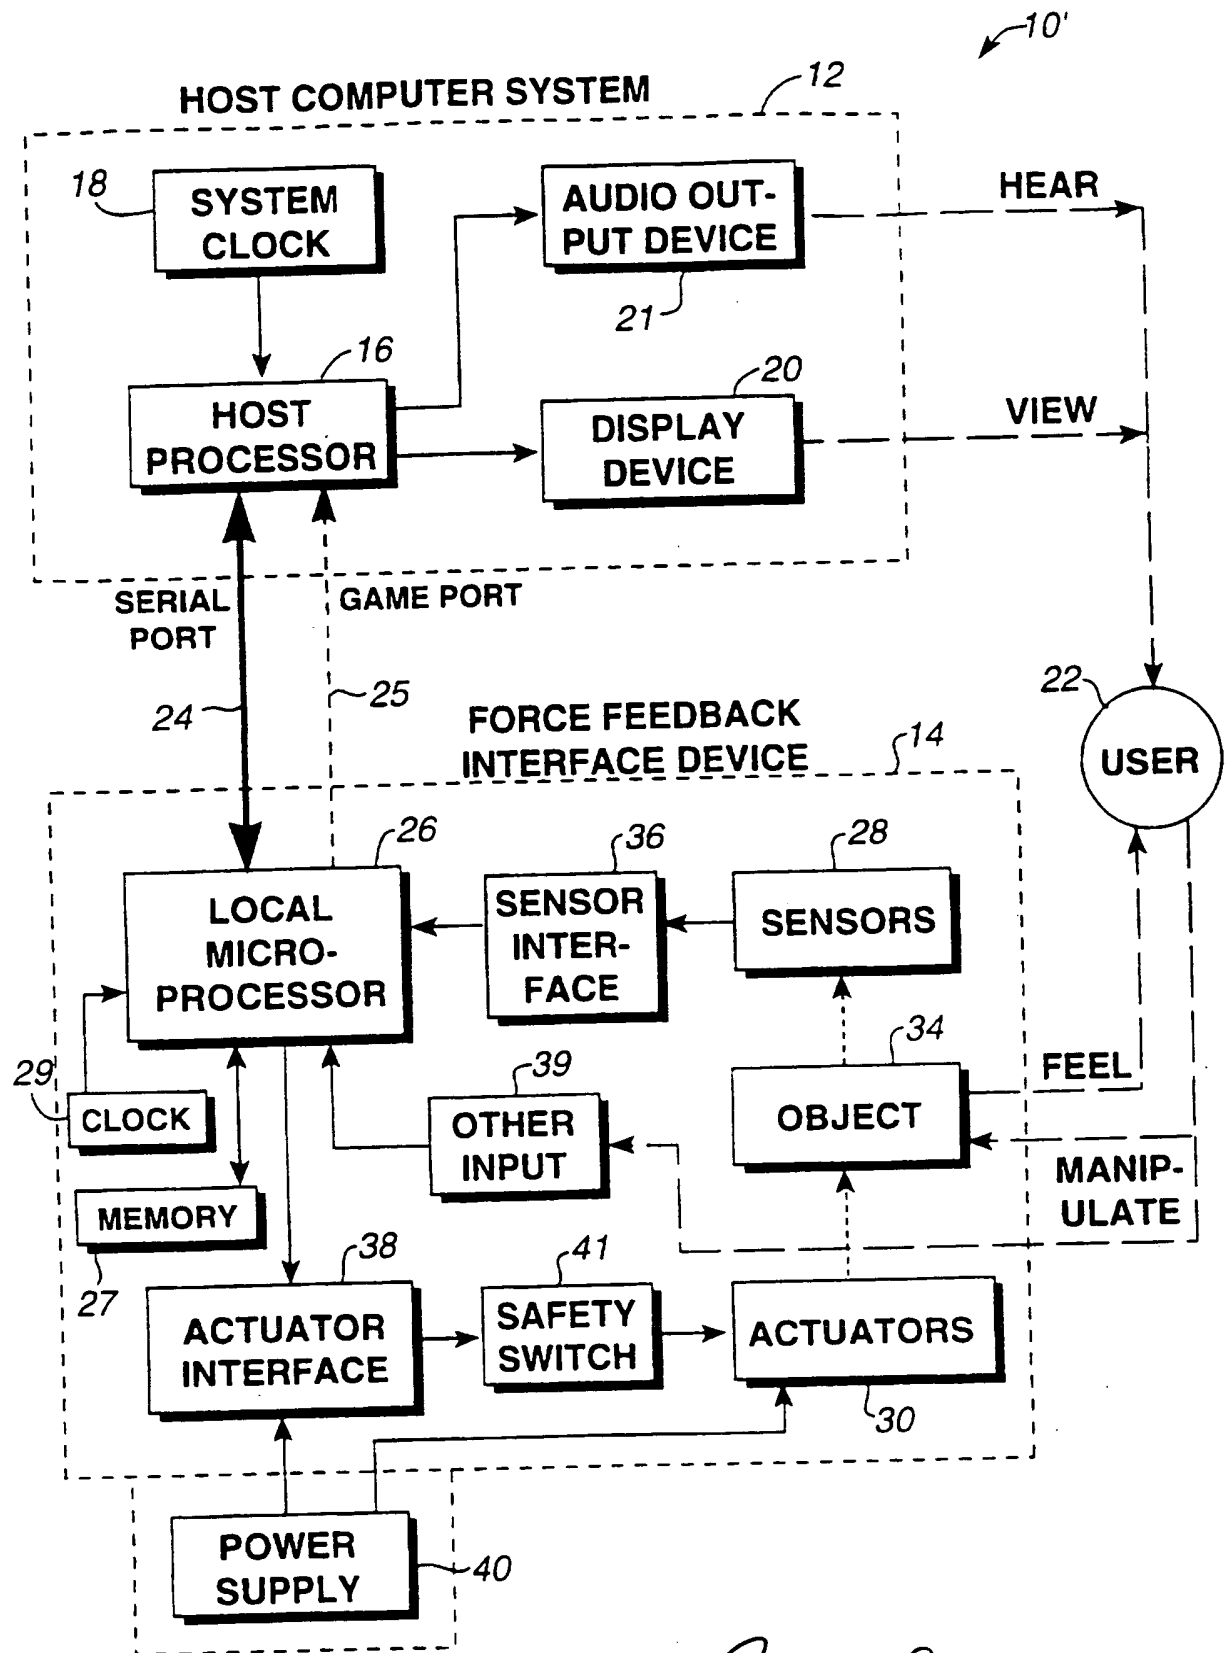 10'
HOST COMPUTER SYSTEM
12
18
SYSTEM
CLOCK
AUDIO OUT-
PUT DEVICE
21
HEAR
16
HOST
PROCESSOR
20
DISPLAY
DEVICE
VIEW
SERIAL
PORT
GAME PORT
24
25
22
USER
FORCE FEEDBACK
INTERFACE DEVICE
14
26
LOCAL
MICRO-
PROCESSOR
36
SENSOR
INTER-
FACE
28
SENSORS
34
OBJECT
FEEL
MANIP-
ULATE
29
CLOCK
39
OTHER
INPUT
MEMORY
27
38
ACTUATOR
INTERFACE
41
SAFETY
SWITCH
ACTUATORS
30
POWER
SUPPLY
40